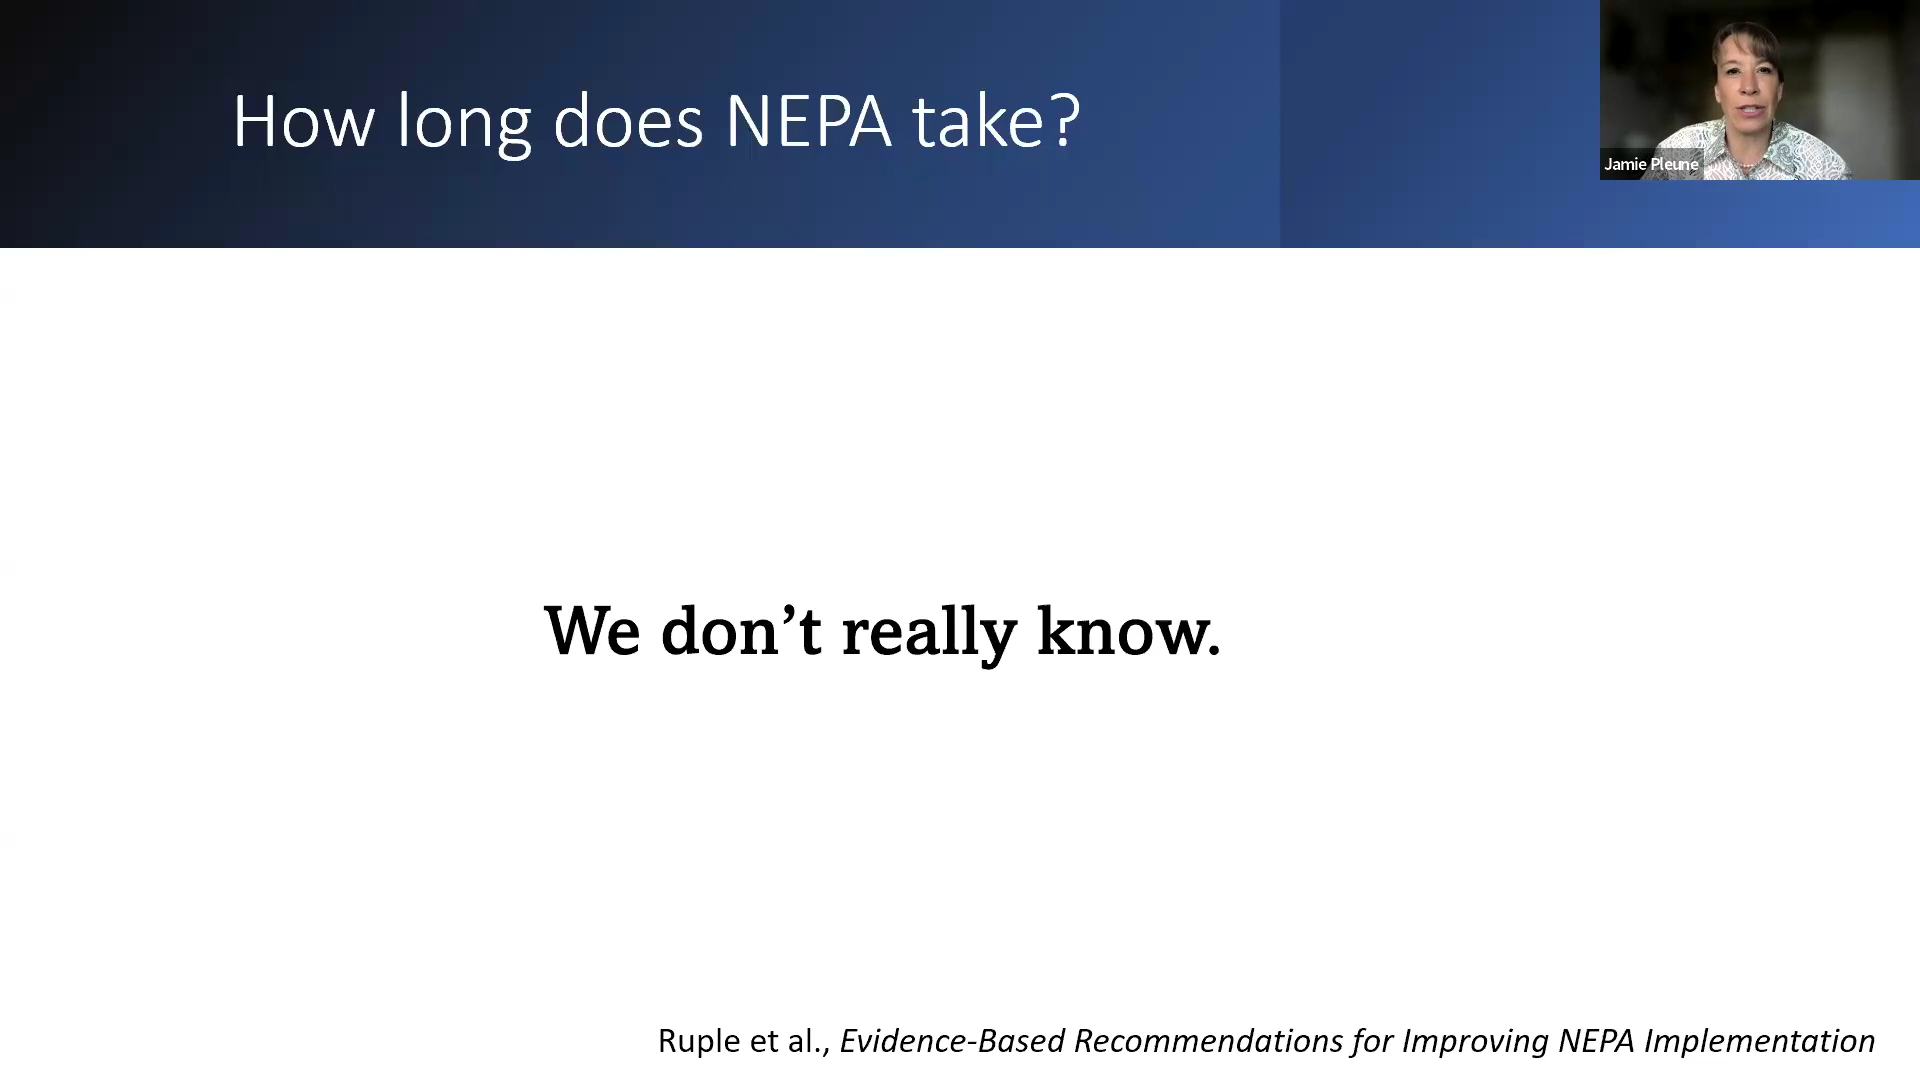 How long does NEPA take?
Jamie Pleune
We don’t really know.
Ruple et al., Evidence-Based Recommendations for Improving NEPA Implementation